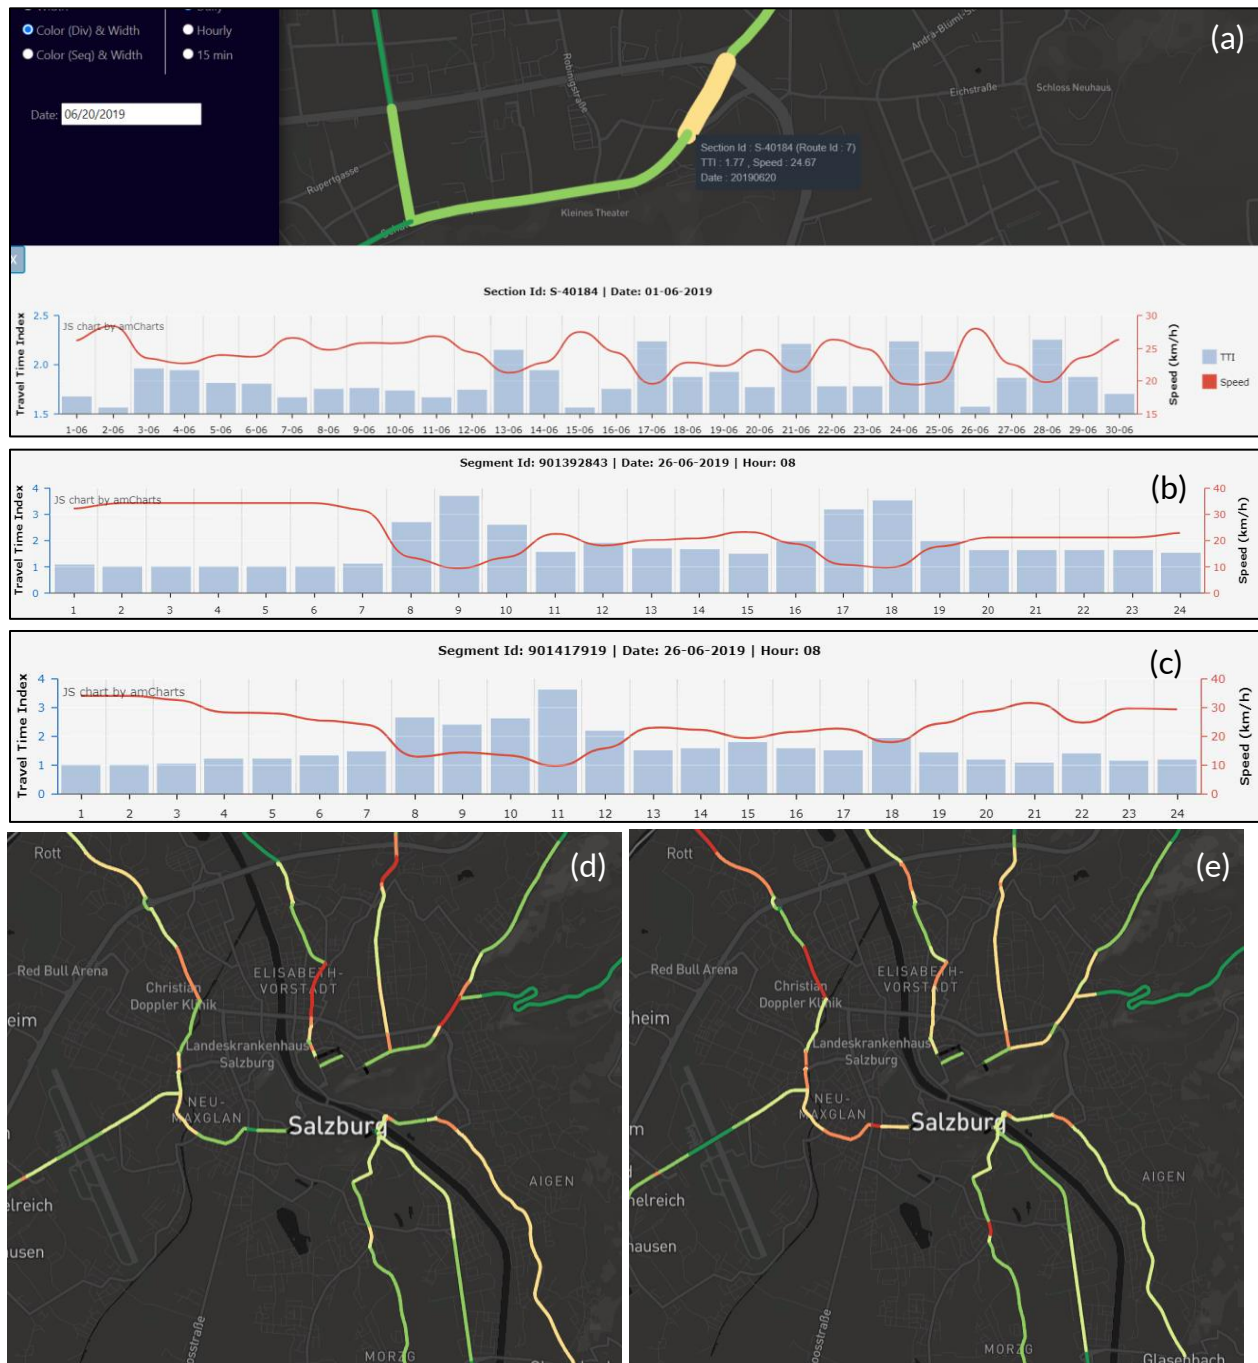 Width
Daily
Color (Div) & Width
Hourly
Color (Seq) & Width
15 min
Date: 06/20/2019
(a)
Robinigstraße
Rupertgasse
Kleines Theater
Eichstraße
Schloss Neuhaus
Section Id : S-40184 (Route Id : 7)
TTI : 1.77 , Speed : 24.67
Date : 20190620
X
Section Id: S-40184 | Date: 01-06-2019
JS chart by amCharts
Travel Time Index
2.5
2.0
1.5
30
25
20
15
Speed (km/h)
TTI
Speed
1-06 2-06 3-06 4-06 5-06 6-06 7-06 8-06 9-06 10-06 11-06 12-06 13-06 14-06 15-06 16-06 17-06 18-06 19-06 20-06 21-06 22-06 23-06 24-06 25-06 26-06 27-06 28-06 29-06 30-06
Segment Id: 901392843 | Date: 26-06-2019 | Hour: 08
(b)
JS chart by amCharts
Travel Time Index
4
3
2
1
0
40
30
20
10
0
Speed (km/h)
1 2 3 4 5 6 7 8 9 10 11 12 13 14 15 16 17 18 19 20 21 22 23 24
Segment Id: 901417919 | Date: 26-06-2019 | Hour: 08
(c)
JS chart by amCharts
Travel Time Index
4
3
2
1
0
40
30
20
10
0
Speed (km/h)
1 2 3 4 5 6 7 8 9 10 11 12 13 14 15 16 17 18 19 20 21 22 23 24
(d)
Rott
Red Bull Arena
ELISABETH-
VORSTADT
Christian
Doppler Klinik
heim
Landeskrankenhaus
Salzburg
NEU-
MAXGLAN
Salzburg
AIGEN
elreich
ausen
oosstraße
MORZG
(e)
Rott
Red Bull Arena
ELISABETH-
VORSTADT
Christian
Doppler Klinik
heim
Landeskrankenhaus
Salzburg
NEU-
MAXGLAN
Salzburg
AIGEN
helreich
hausen
oosstraße
MORZG
Glasenbach